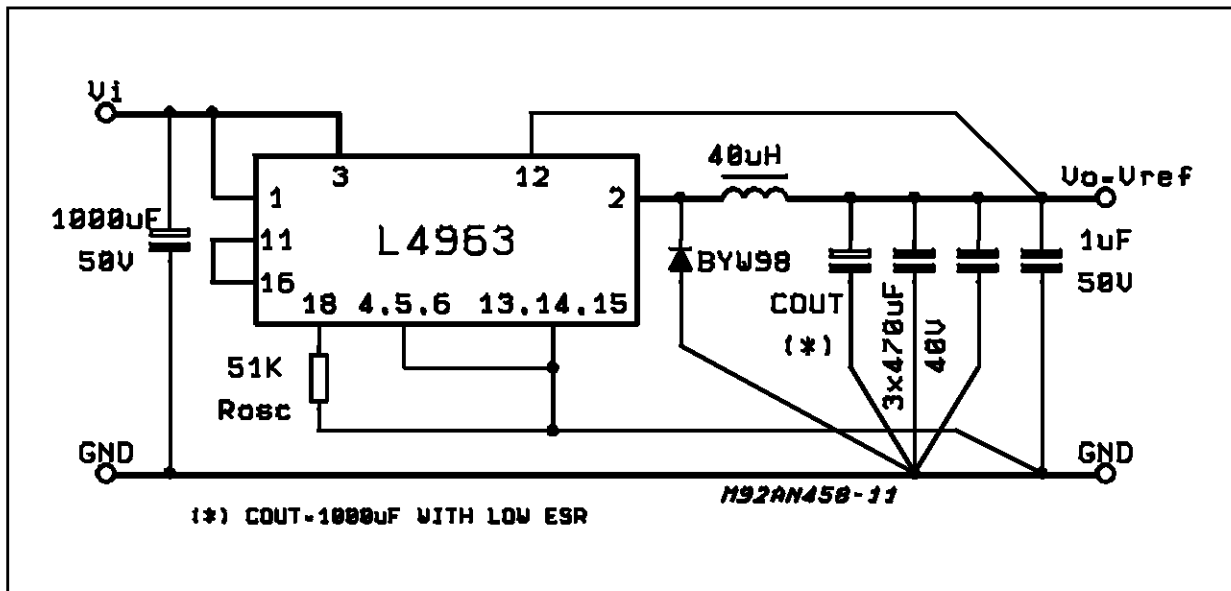 Vi
3
12
40uH
2
Vo=Vref
1
1000uF
50V
11
L4963
BYW98
1uF
50V
16
18
4.5.6
13.14.15
COUT
(*)
3x470uF
40V
51K
Rosc
GND
GND
M92AN458-11
(*) COUT=1000uF WITH LOW ESR